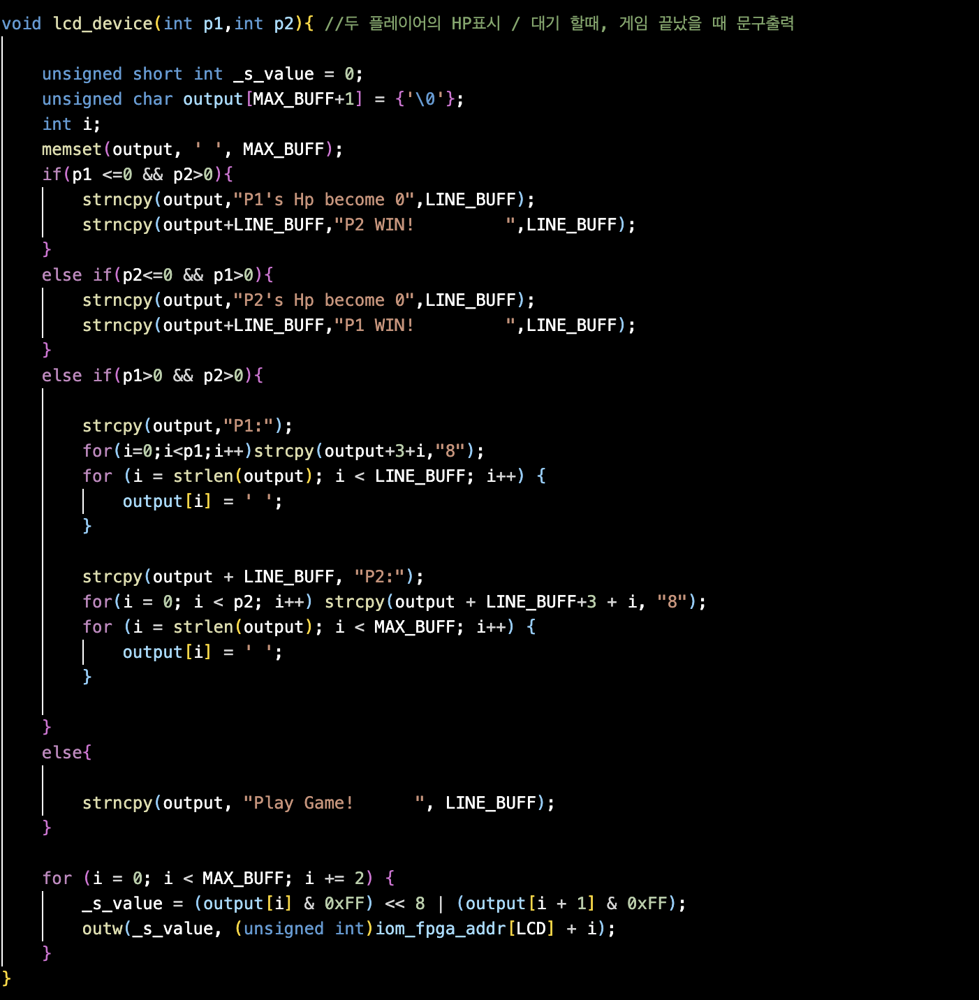 void lcd_device(int p1,int p2){ //두 플레이어의 HP표시 / 대기 할때, 게임 끝났을 때 문구출력
    unsigned short int _s_value = 0;
    unsigned char output[MAX_BUFF+1] = {'\0'};
    int i;
    memset(output, ' ', MAX_BUFF);
    if(p1 <=0 && p2>0){
        strncpy(output,"P1's Hp become 0",LINE_BUFF);
        strncpy(output+LINE_BUFF,"P2 WIN!         ",LINE_BUFF);
    }
    else if(p2<=0 && p1>0){
        strncpy(output,"P2's Hp become 0",LINE_BUFF);
        strncpy(output+LINE_BUFF,"P1 WIN!         ",LINE_BUFF);
    }
    else if(p1>0 && p2>0){
        strcpy(output,"P1:");
        for(i=0;i<p1;i++)strcpy(output+3+i,"8");
        for (i = strlen(output); i < LINE_BUFF; i++) {
            output[i] = ' ';
        }
        strcpy(output + LINE_BUFF, "P2:");
        for(i = 0; i < p2; i++) strcpy(output + LINE_BUFF+3 + i, "8");
        for (i = strlen(output); i < MAX_BUFF; i++) {
            output[i] = ' ';
        }
    }
    else{
        strncpy(output, "Play Game!      ", LINE_BUFF);
    }
    for (i = 0; i < MAX_BUFF; i += 2) {
        _s_value = (output[i] & 0xFF) << 8 | (output[i + 1] & 0xFF);
        outw(_s_value, (unsigned int)iom_fpga_addr[LCD] + i);
    }
}